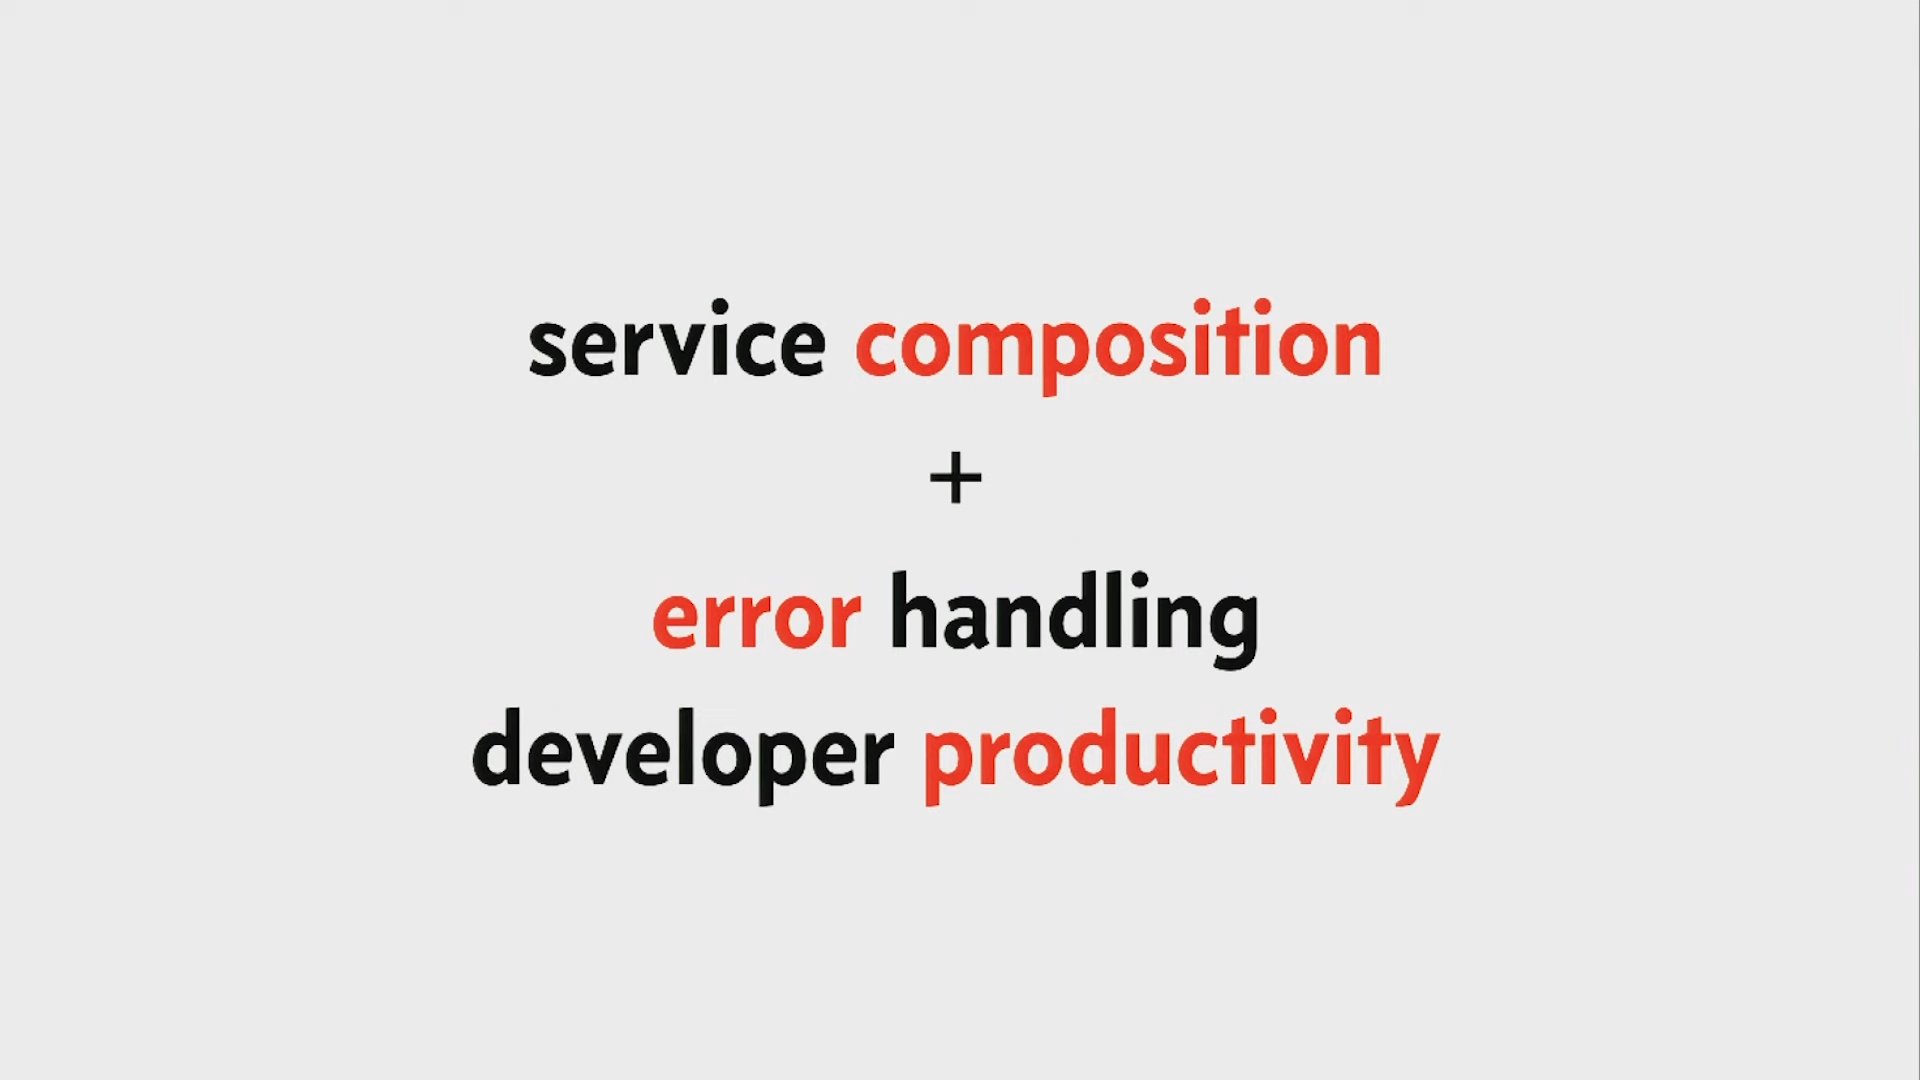 service composition
+
error handling
developer productivity